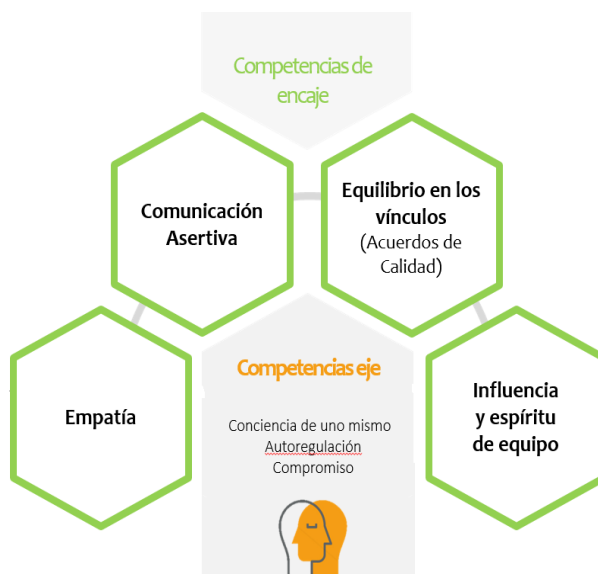 Competencias de
encaje
Comunicación
Asertiva
Equilibrio en los
vínculos
(Acuerdos de
Calidad)
Empatía
Competencias eje
Conciencia de uno mismo
Autoregulación
Compromiso
Influencia
y espíritu
de equipo